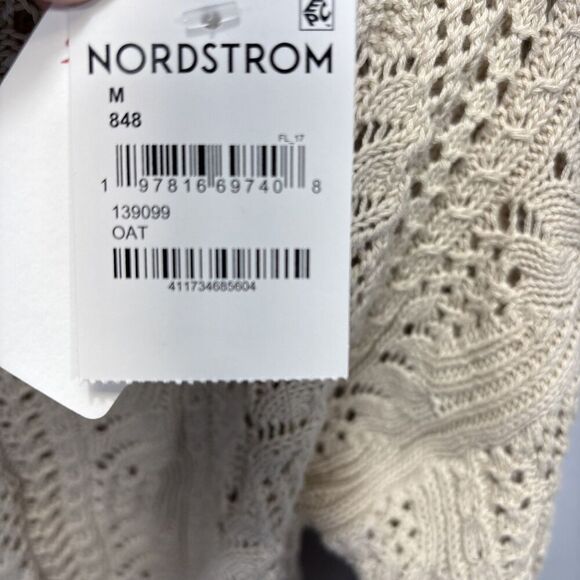 NORDSTROM
M
848
FL_17
1 97816 69740 8
139099
OAT
411734685604